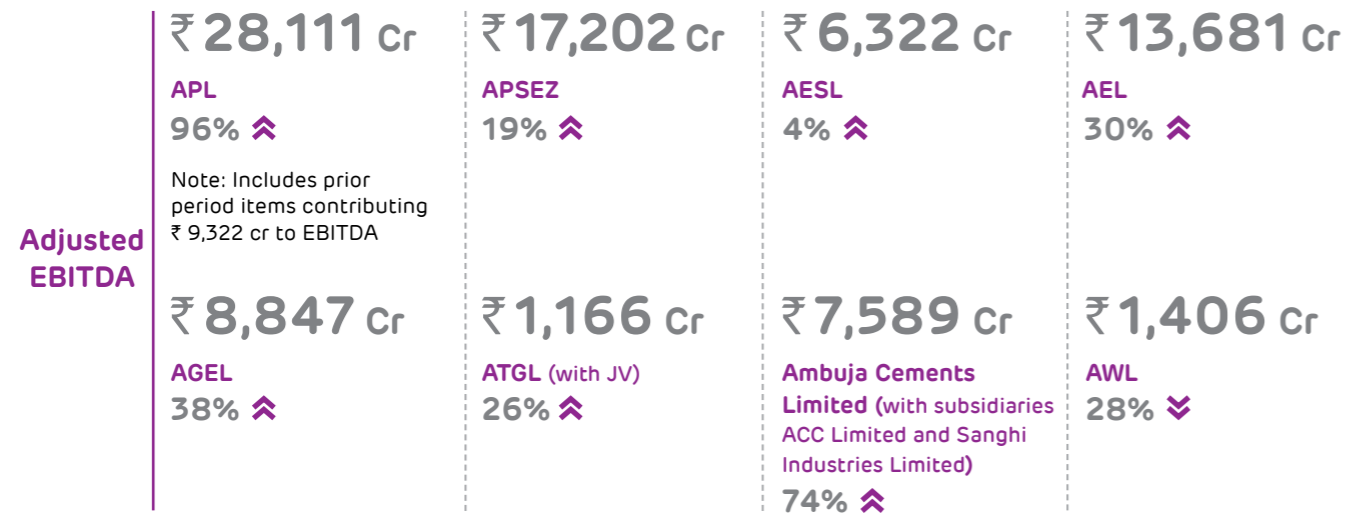 Adjusted
EBITDA
₹ 28,111 Cr
APL
96%
Note: Includes prior
period items contributing
₹ 9,322 cr to EBITDA
₹ 17,202 Cr
APSEZ
19%
₹ 6,322 Cr
AESL
4%
₹ 13,681 Cr
AEL
30%
₹ 8,847 Cr
AGEL
38%
₹ 1,166 Cr
ATGL (with JV)
26%
₹ 7,589 Cr
Ambuja Cements
Limited (with subsidiaries
ACC Limited and Sanghi
Industries Limited)
74%
₹ 1,406 Cr
AWL
28%